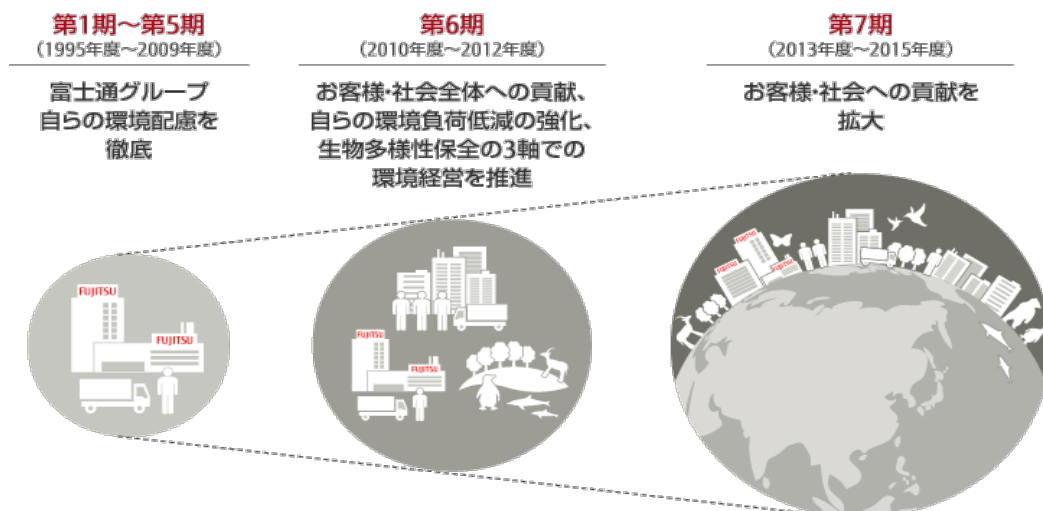 第1期～第5期
（1995年度～2009年度）
富士通グループ
自らの環境配慮を
徹底
第6期
（2010年度～2012年度）
お客様・社会全体への貢献、
自らの環境負荷低減の強化、
生物多様性保全の3軸での
環境経営を推進
第7期
（2013年度～2015年度）
お客様・社会への貢献を
拡大
FUJITSU
FUJITSU
FUJITSU
FUJITSU
FUJITSU
FUJITSU
FUJITSU